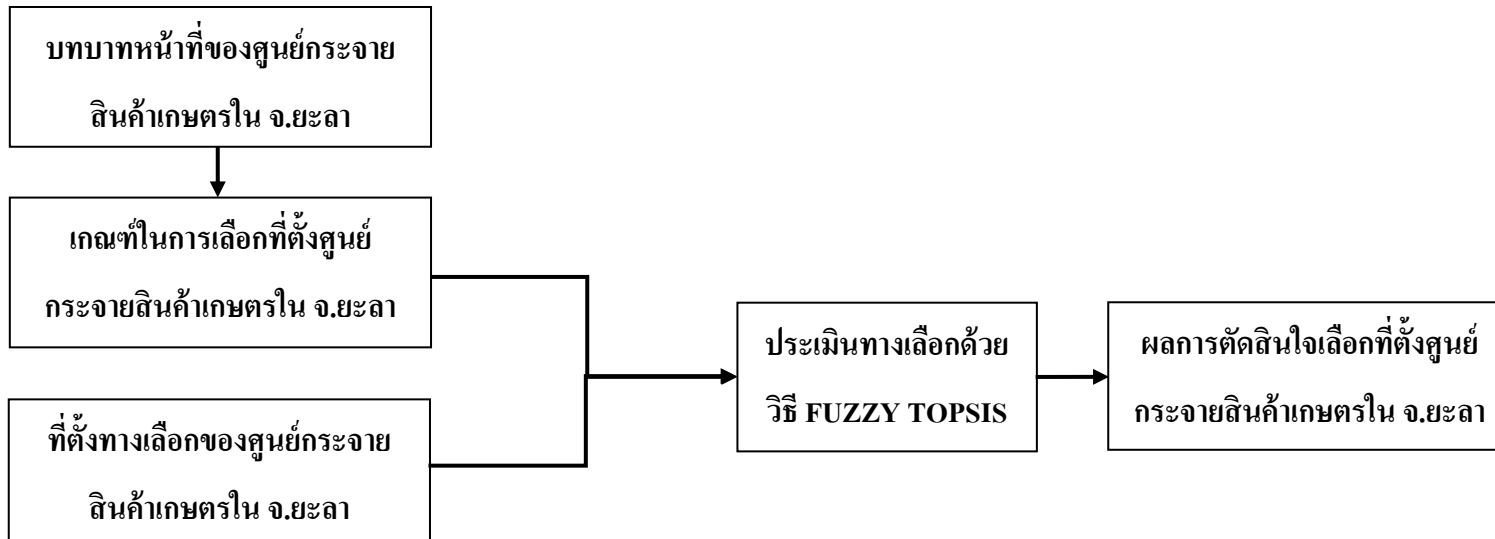 บทบาทหน้าที่ของศูนย์กระจาย
สินค้าเกษตรใน จ.ยะลา
เกณฑ์ในการเลือกที่ตั้งศูนย์
กระจายสินค้าเกษตรใน จ.ยะลา
ที่ตั้งทางเลือกของศูนย์กระจาย
สินค้าเกษตรใน จ.ยะลา
ประเมินทางเลือกด้วย
วิธี FUZZY TOPSIS
ผลการตัดสินใจเลือกที่ตั้งศูนย์
กระจายสินค้าเกษตรใน จ.ยะลา